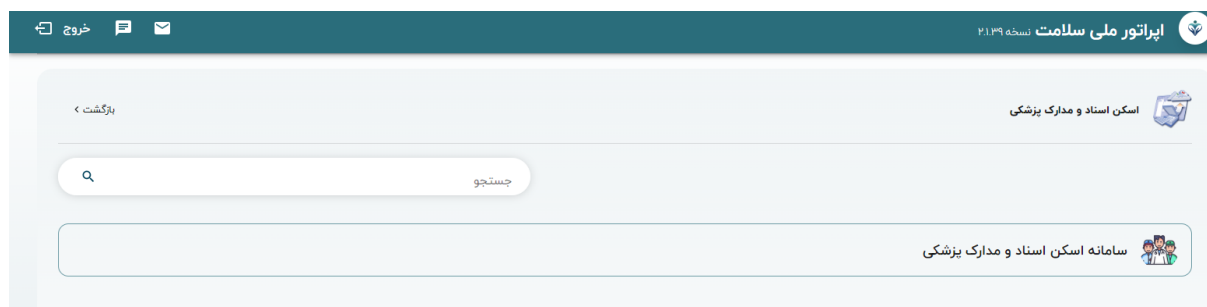 اپراتور ملی سلامت نسخه ۲.۱.۳۹
خروج
اسکن اسناد و مدارک پزشکی
بازگشت
جستجو
سامانه اسکن اسناد و مدارک پزشکی